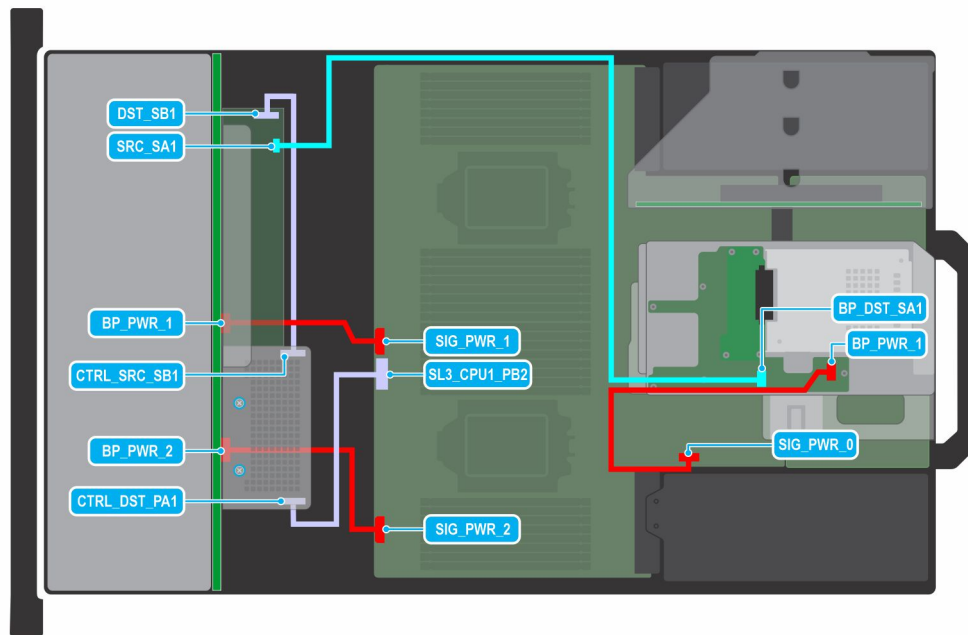 DST_SB1
SRC_SA1
BP_PWR_1
CTRL_SRC_SB1
BP_PWR_2
CTRL_DST_PA1
SIG_PWR_1
SL3_CPU1_PB2
SIG_PWR_2
BP_DST_SA1
BP_PWR_1
SIG_PWR_0